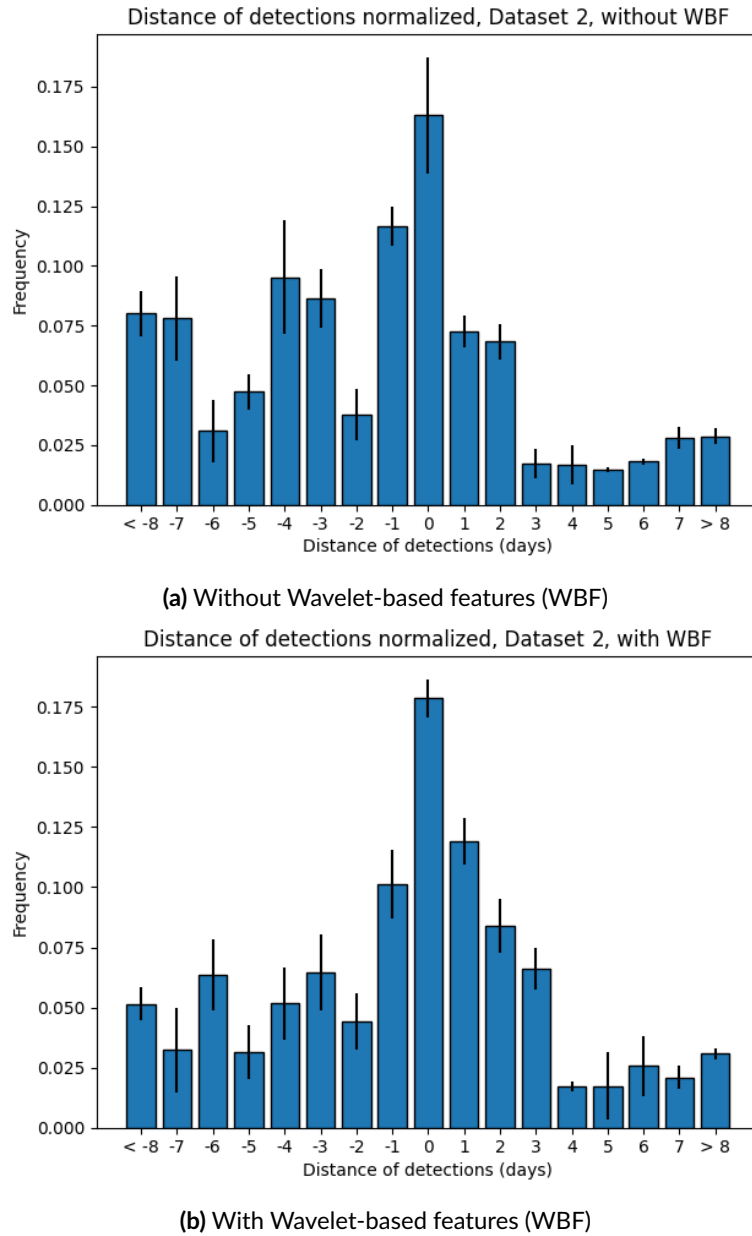 Distance of detections normalized, Dataset 2, without WBF
0.175
0.150
0.125
0.100
0.075
0.050
0.025
0.000
Frequency
< -8 -7 -6 -5 -4 -3 -2 -1 0 1 2 3 4 5 6 7 > 8
Distance of detections (days)
(a) Without Wavelet-based features (WBF)
Distance of detections normalized, Dataset 2, with WBF
0.175
0.150
0.125
0.100
0.075
0.050
0.025
0.000
Frequency
< -8 -7 -6 -5 -4 -3 -2 -1 0 1 2 3 4 5 6 7 > 8
Distance of detections (days)
(b) With Wavelet-based features (WBF)